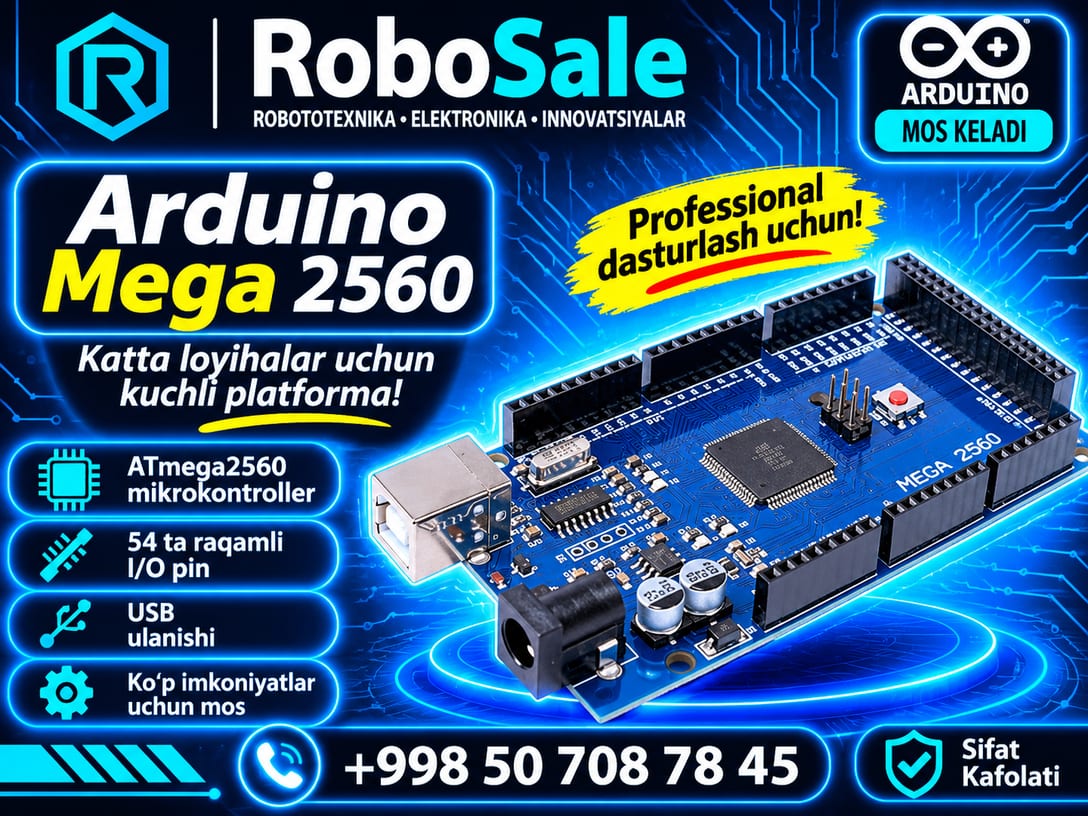 R
RoboSale
ROBOTOTEXNIKA • ELEKTRONIKA • INNOVATSIYALAR
ARDUINO
MOS KELADI
Arduino
Mega 2560
Professional
dasturlash uchun!
Katta loyihalar uchun
kuchli platforma!
ATmega2560
mikrokontroller
54 ta raqamli
I/O pin
USB
ulanishi
Ko‘p imkoniyatlar
uchun mos
MEGA 2560
+998 50 708 78 45
Sifat
Kafolati